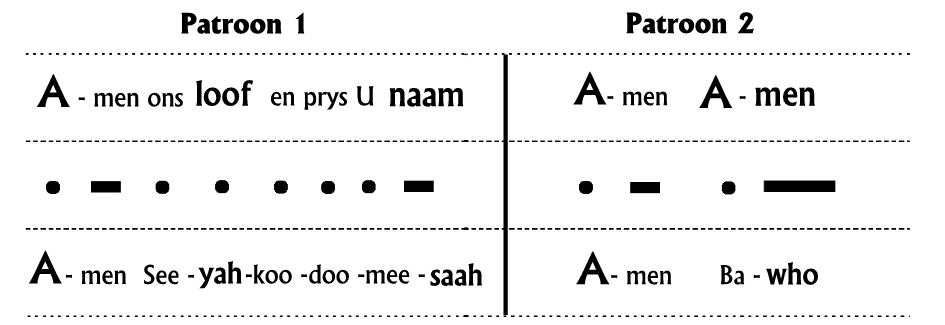 Patroon 1 Patroon 2
A - men ons loof en prys U naam A - men A - men
A - men See - yah - koo - doo - mee - saah A - men Ba - who